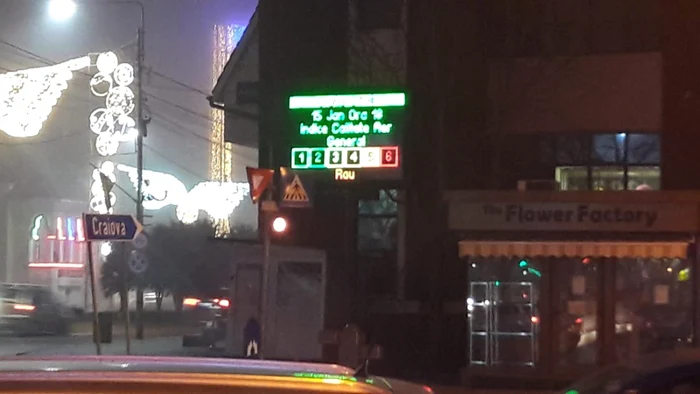 15 Jan Ora 18
Indice Calitate Aer
General
1 2 3 4 5 6
Rau
Craiova
The Flower Factory